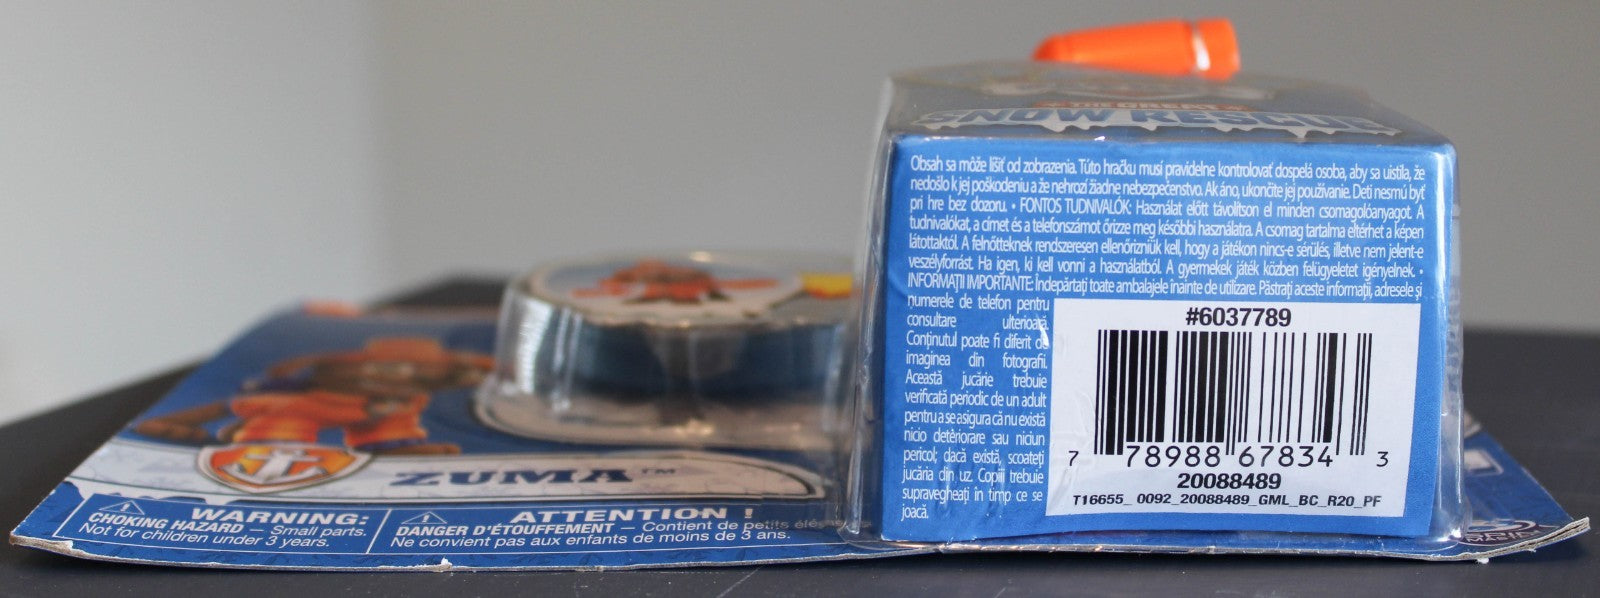 THE GREAT
SNOW RESCUE
Obsah sa môže líšiť od zobrazenia. Túto hračku musí pravidelne kontrolovať dospelá osoba, aby sa uistila, že
nedošlo k jej poškodeniu a že nehrozí žiadne nebezpečenstvo. Ak áno, ukončite jej používanie. Deti nesmú byť
pri hre bez dozoru. • FONTOS TUDNIVALÓK: Használat előtt távolítson el minden csomagolóanyagot. A
tudnivalókat, a címet és a telefonszámot őrizze meg későbbi használatra. A csomag tartalma eltérhet a képen
látottaktól. A felnőtteknek rendszeresen ellenőrizniük kell, hogy a játékon nincs-e sérülés, illetve nem jelent-e
veszélyforrást. Ha igen, ki kell vonni a használatból. A gyermekek játék közben felügyeletet igényelnek. •
INFORMAȚII IMPORTANTE: Îndepărtați toate ambalajele înainte de utilizare. Păstrați aceste informații, adresele și
numerele de telefon pentru
consultare ulterioară.
Conținutul poate fi diferit de
imaginea din fotografii.
Această jucărie trebuie
verificată periodic de un adult
pentru a se asigura că nu există
nicio deteriorare sau niciun
pericol; dacă există, scoateți
jucăria din uz. Copiii trebuie
supravegheați în timp ce se
joacă.
#6037789
7 78988 67834 3
20088489
T16655_0092_20088489_GML_BC_R20_PF
ZUMA™
WARNING:
CHOKING HAZARD – Small parts.
Not for children under 3 years.
ATTENTION !
DANGER D'ÉTOUFFEMENT – Contient de petits
Ne convient pas aux enfants de moins de 3 ans.